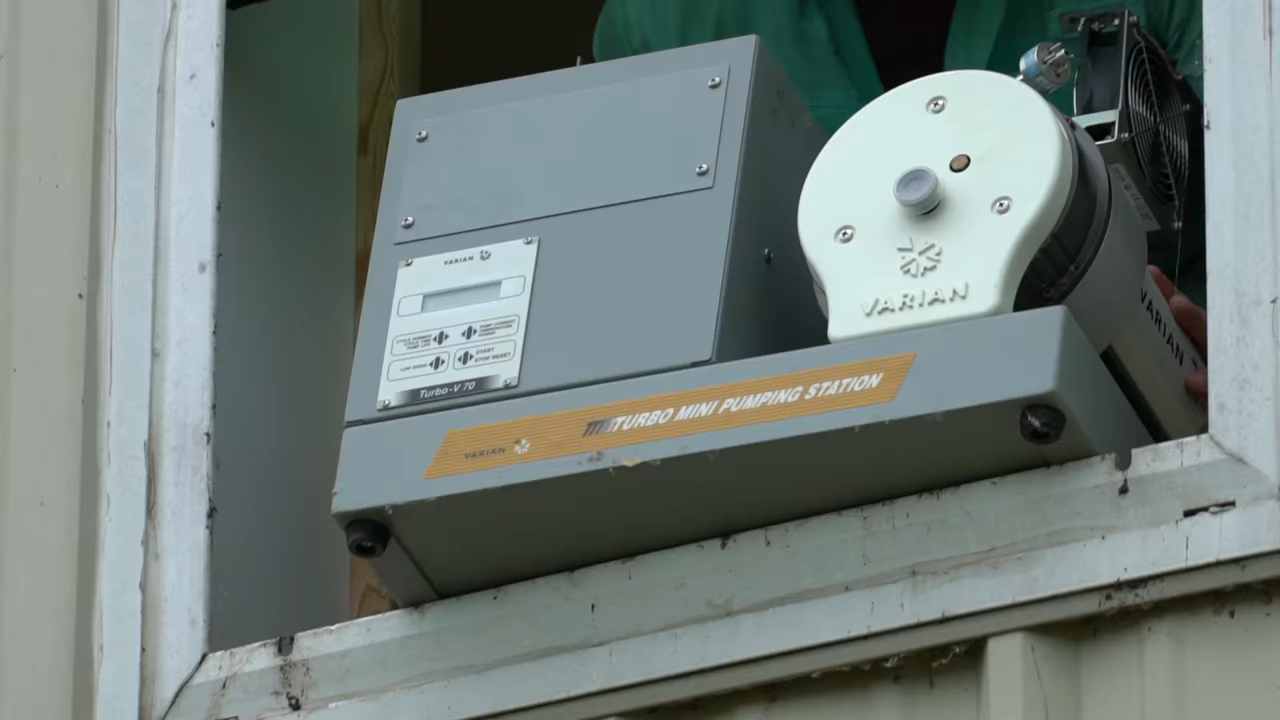 VARIAN
CYCLE NUMBER
CYCLE TIME
PUMP LIFE
PUMP CURRENT
TEMPERATURE
POWER
LOW SPEED
START
STOP RESET
Turbo-V 70
VARIAN
TURBO MINI PUMPING STATION
VARIAN
VARIAN